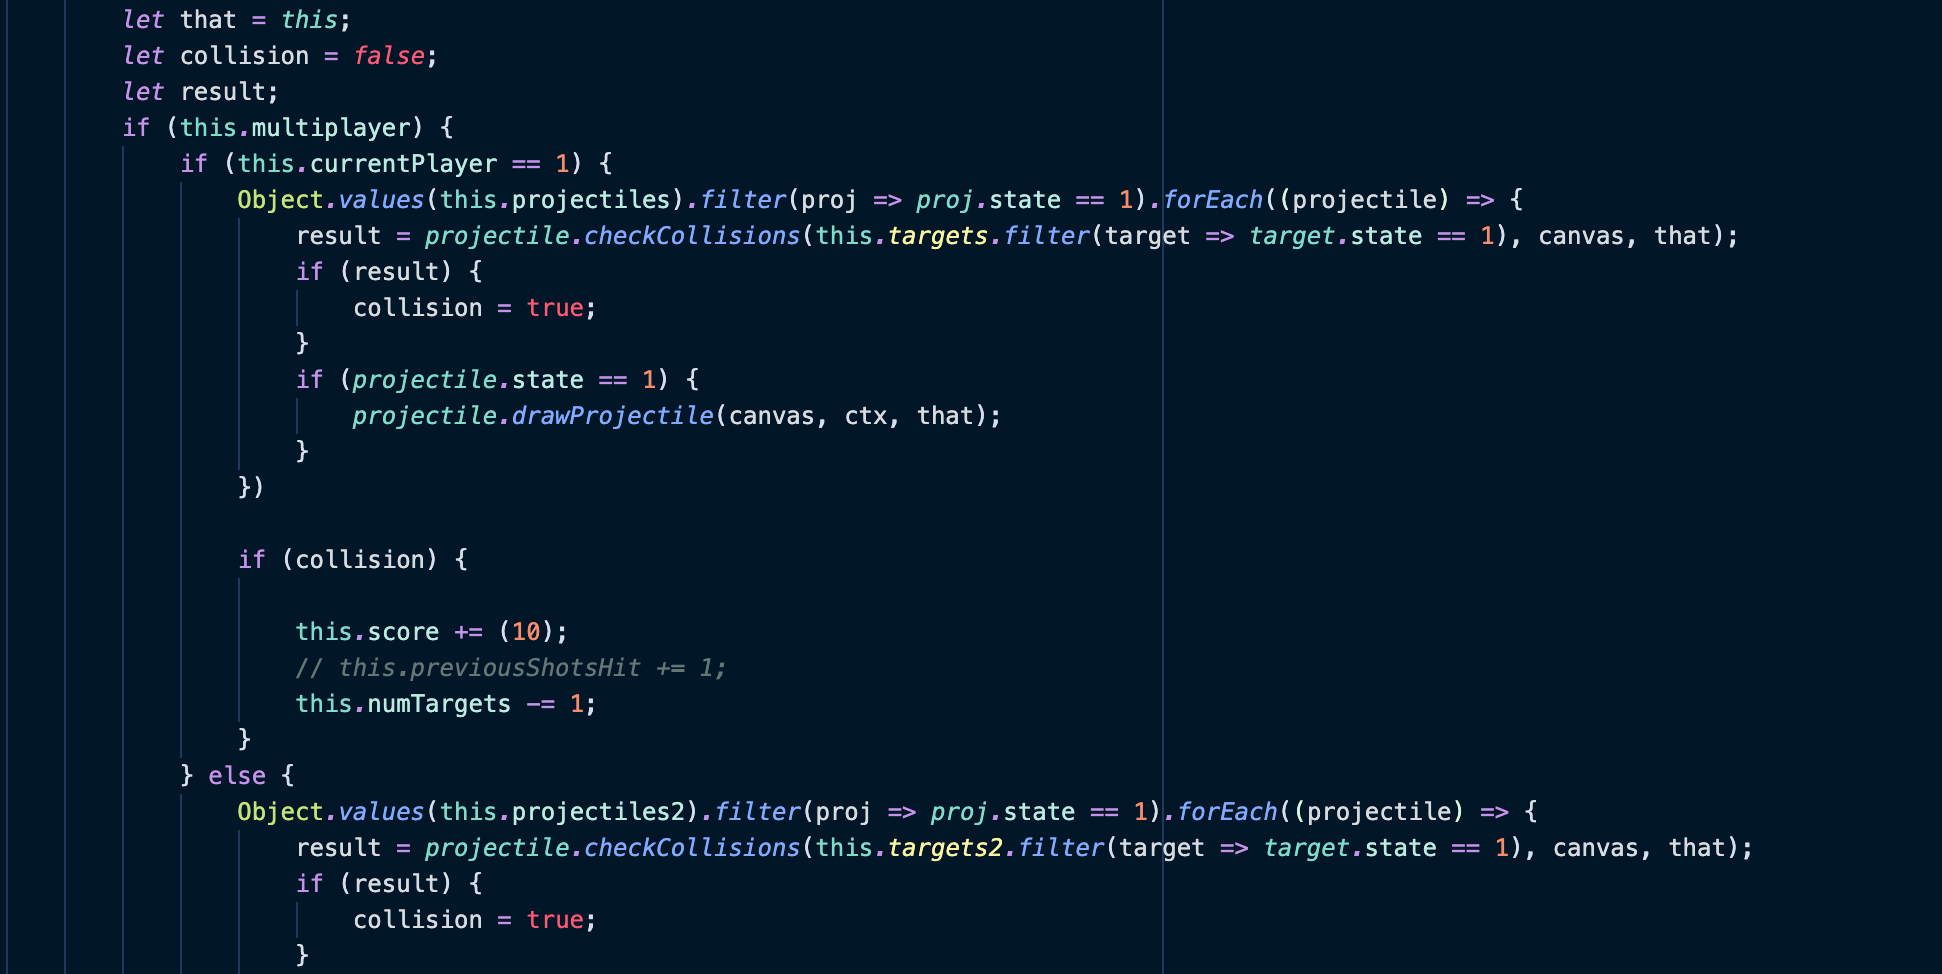 let that = this;
let collision = false;
let result;
if (this.multiplayer) {
if (this.currentPlayer == 1) {
Object.values(this.projectiles).filter(proj => proj.state == 1).forEach((projectile) => {
result = projectile.checkCollisions(this.targets.filter(target => target.state == 1), canvas, that);
if (result) {
collision = true;
}
if (projectile.state == 1) {
projectile.drawProjectile(canvas, ctx, that);
}
})
if (collision) {
this.score += (10);
// this.previousShotsHit += 1;
this.numTargets -= 1;
}
} else {
Object.values(this.projectiles2).filter(proj => proj.state == 1).forEach((projectile) => {
result = projectile.checkCollisions(this.targets2.filter(target => target.state == 1), canvas, that);
if (result) {
collision = true;
}